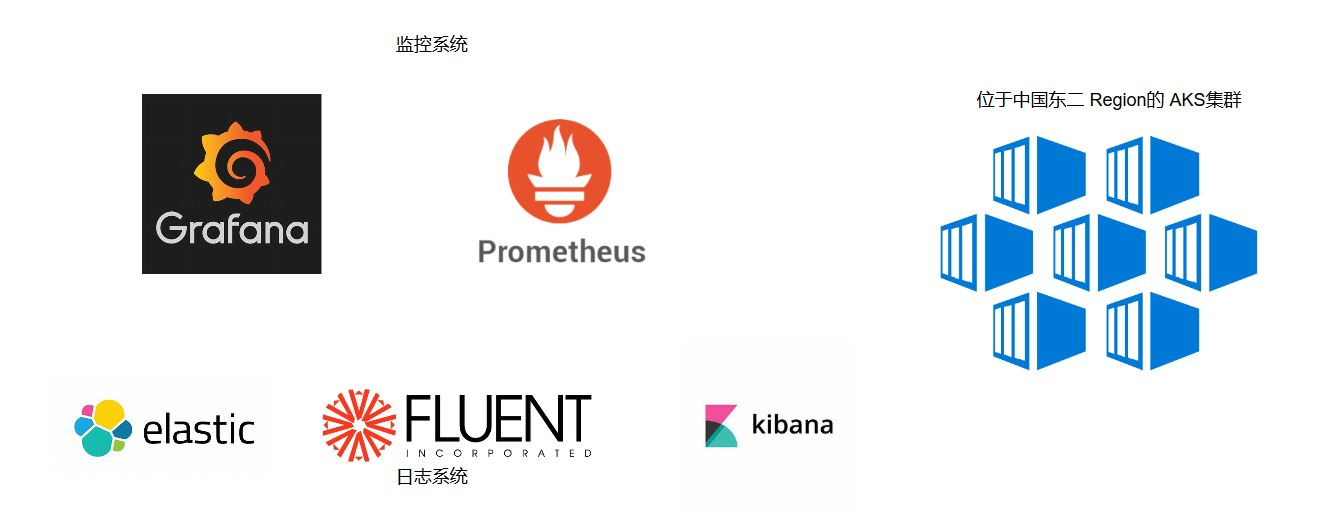 监控系统
位于中国东二 Region的 AKS集群
Grafana
Prometheus
elastic
FLUENT
INCORPORATED
kibana
日志系统